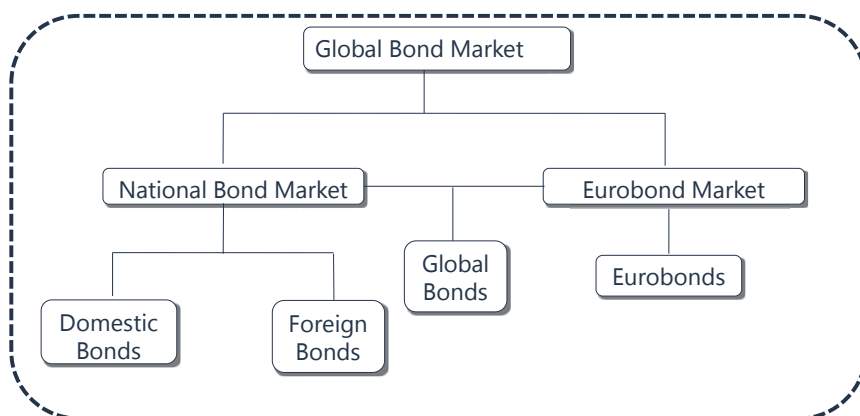 Global Bond Market
National Bond Market
Eurobond Market
Global
Bonds
Eurobonds
Domestic
Bonds
Foreign
Bonds